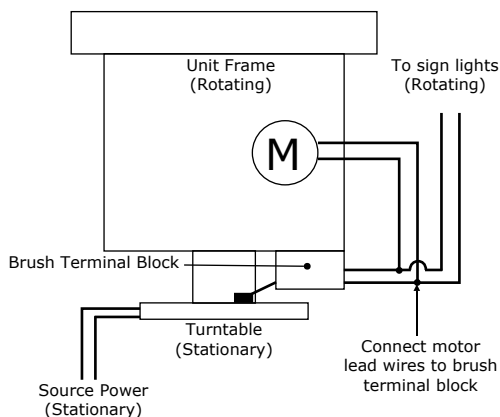 Unit Frame
(Rotating)
To sign lights
(Rotating)
M
Brush Terminal Block
Turntable
(Stationary)
Connect motor
lead wires to brush
terminal block
Source Power
(Stationary)